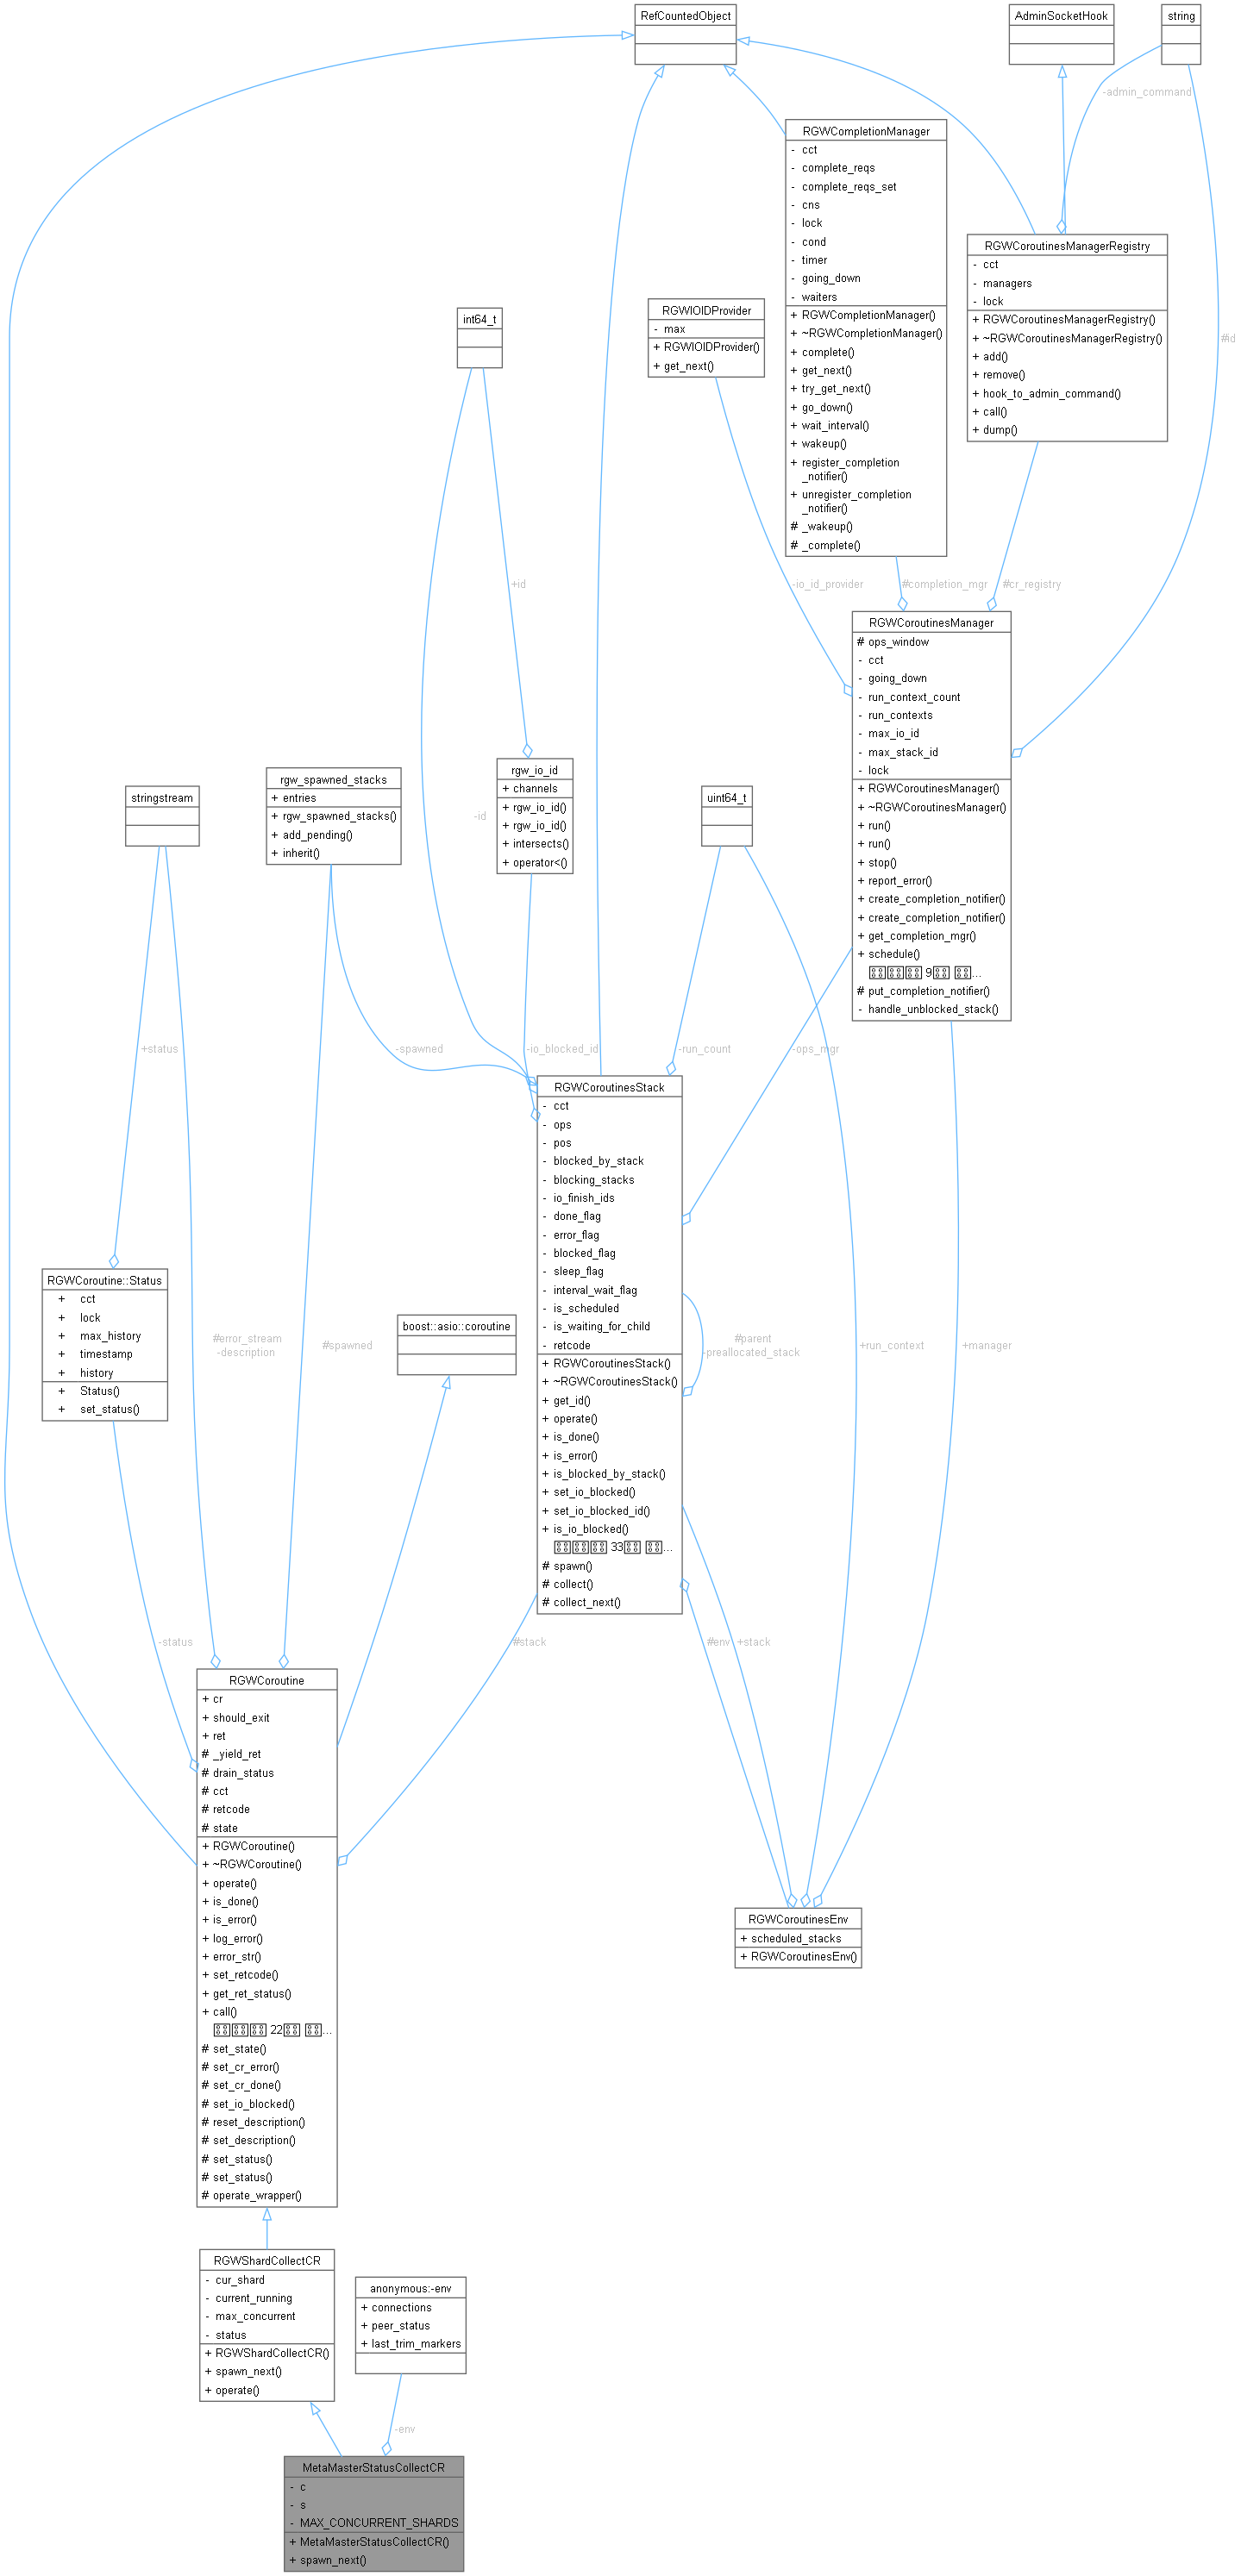 RefCountedObject
AdminSocketHook
string
-admin_command
RGWCompletionManager
- cct
- complete_reqs
- complete_reqs_set
- cns
- lock
- cond
- timer
- going_down
- waiters
+ RGWCompletionManager()
+ ~RGWCompletionManager()
+ complete()
+ get_next()
+ try_get_next()
+ go_down()
+ wait_interval()
+ wakeup()
+ register_completion
_notifier()
+ unregister_completion
_notifier()
# _wakeup()
# _complete()
RGWCoroutinesManagerRegistry
- cct
- managers
- lock
+ RGWCoroutinesManagerRegistry()
+ ~RGWCoroutinesManagerRegistry()
+ add()
+ remove()
+ hook_to_admin_command()
+ call()
+ dump()
#id
RGWIOIDProvider
- max
+ RGWIOIDProvider()
+ get_next()
int64_t
+id
-io_id_provider
#completion_mgr
#cr_registry
RGWCoroutinesManager
# ops_window
- cct
- going_down
- run_context_count
- run_contexts
- max_io_id
- max_stack_id
- lock
+ RGWCoroutinesManager()
+ ~RGWCoroutinesManager()
+ run()
+ run()
+ stop()
+ report_error()
+ create_completion_notifier()
+ create_completion_notifier()
+ get_completion_mgr()
+ schedule()
9 ...
# put_completion_notifier()
- handle_unblocked_stack()
stringstream
rgw_spawned_stacks
+ entries
+ rgw_spawned_stacks()
+ add_pending()
+ inherit()
-id
rgw_io_id
+ channels
+ rgw_io_id()
+ rgw_io_id()
+ intersects()
+ operator<()
uint64_t
+status
-spawned
-io_blocked_id
-run_count
-ops_mgr
RGWCoroutinesStack
- cct
- ops
- pos
- blocked_by_stack
- blocking_stacks
- io_finish_ids
- done_flag
- error_flag
- blocked_flag
- sleep_flag
- interval_wait_flag
- is_scheduled
- is_waiting_for_child
- retcode
+ RGWCoroutinesStack()
+ ~RGWCoroutinesStack()
+ get_id()
+ operate()
+ is_done()
+ is_error()
+ is_blocked_by_stack()
+ set_io_blocked()
+ set_io_blocked_id()
+ is_io_blocked()
33 ...
# spawn()
# collect()
# collect_next()
RGWCoroutine::Status
+ cct
+ lock
+ max_history
+ timestamp
+ history
+ Status()
+ set_status()
#error_stream
-description
#spawned
boost::asio::coroutine
#parent
-preallocated_stack
+run_context
+manager
-status
#stack
#env
+stack
RGWCoroutine
+ cr
+ should_exit
+ ret
# _yield_ret
# drain_status
# cct
# retcode
# state
+ RGWCoroutine()
+ ~RGWCoroutine()
+ operate()
+ is_done()
+ is_error()
+ log_error()
+ error_str()
+ set_retcode()
+ get_ret_status()
+ call()
22 ...
# set_state()
# set_cr_error()
# set_cr_done()
# set_io_blocked()
# reset_description()
# set_description()
# set_status()
# set_status()
# operate_wrapper()
RGWCoroutinesEnv
+ scheduled_stacks
+ RGWCoroutinesEnv()
RGWShardCollectCR
- cur_shard
- current_running
- max_concurrent
- status
+ RGWShardCollectCR()
+ spawn_next()
+ operate()
anonymous:-env
+ connections
+ peer_status
+ last_trim_markers
-env
MetaMasterStatusCollectCR
- c
- s
- MAX_CONCURRENT_SHARDS
+ MetaMasterStatusCollectCR()
+ spawn_next()